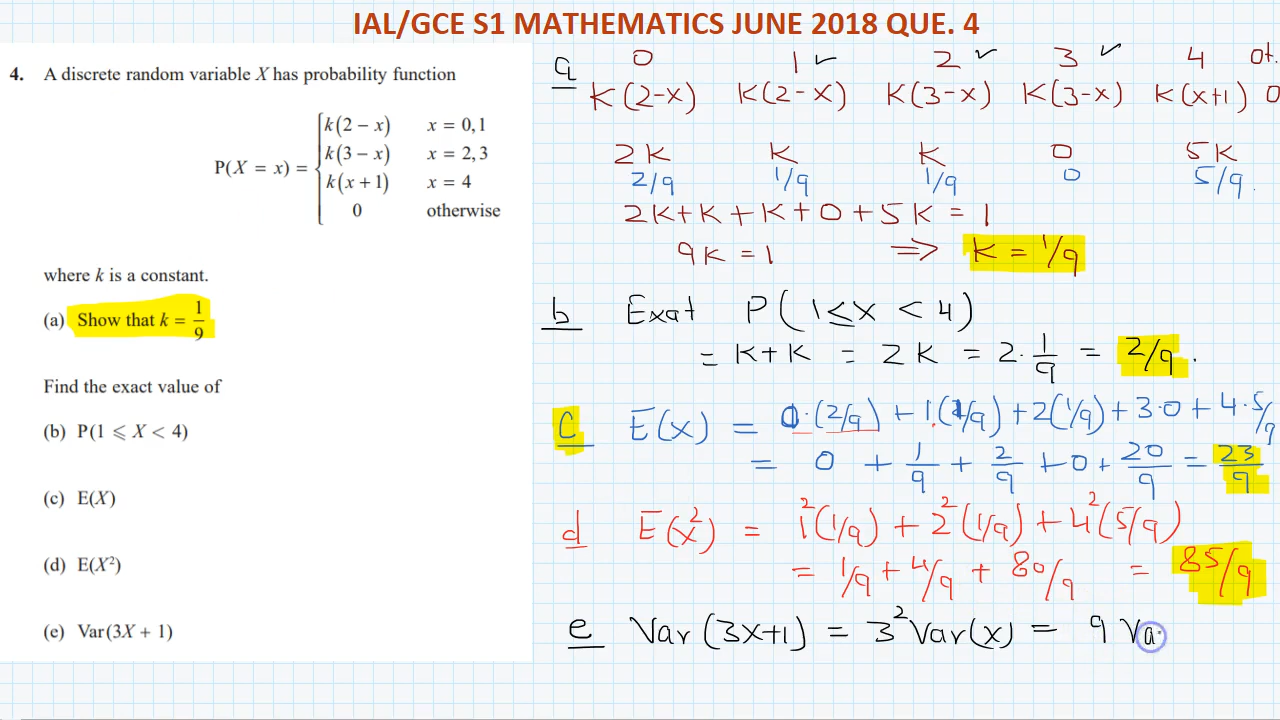 IAL/GCE S1 MATHEMATICS JUNE 2018 QUE. 4
4. A discrete random variable X has probability function
P(X = x) =
k(2 − x) x = 0,1
k(3 − x) x = 2,3
k(x + 1) x = 4
0 otherwise
where k is a constant.
(a) Show that k = 1/9
Find the exact value of
(b) P(1 ⩽ X < 4)
(c) E(X)
(d) E(X²)
(e) Var(3X + 1)
a 0 1 ✓ 2 ✓ 3 ✓ 4 ot.
K(2-x) K(2-x) K(3-x) K(3-x) K(x+1) 0
2K K K 0 5K
2/9 1/9 1/9 0 5/9.
2K+K+K+0+5K = 1
9K = 1 ⇒ K = 1/9
b Exat P(1≤x < 4)
= K+K = 2K = 2·1/9 = 2/9.
C E(x) = 0·(2/9) + 1(1/9) + 2(1/9) + 3·0 + 4·5/9
= 0 + 1/9 + 2/9 + 0 + 20/9 = 23/9
d E(x²) = 1²(1/9) + 2²(1/9) + 4²(5/9)
= 1/9 + 4/9 + 80/9 = 85/9
e Var(3x+1) = 3² Var(x) = 9 Va